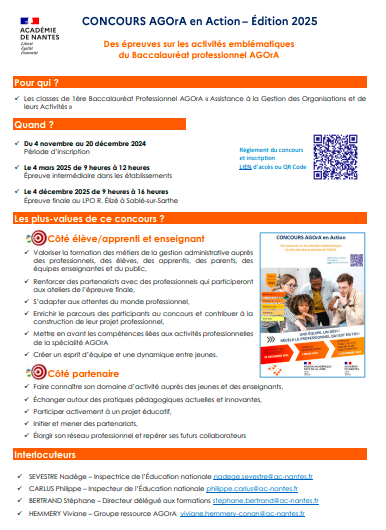 ACADÉMIE
DE NANTES
Liberté
Égalité
Fraternité
CONCOURS AGOrA en Action – Édition 2025
Des épreuves sur les activités emblématiques
du Baccalauréat professionnel AGOrA
Pour qui ?
✓ Les classes de 1ère Baccalauréat Professionnel AGOrA « Assistance à la Gestion des Organisations et de
leurs Activités »
Quand ?
✓ Du 4 novembre au 20 décembre 2024
Période d'inscription
✓ Le 4 mars 2025 de 9 heures à 12 heures
Épreuve intermédiaire dans les établissements
✓ Le 4 décembre 2025 de 9 heures à 16 heures
Épreuve finale au LPO R. Élizé à Sablé-sur-Sarthe
Règlement du concours
et inscription
LIEN d'accès ou QR Code
Les plus-values de ce concours ?
Côté élève/apprenti et enseignant
✓ Valoriser la formation des métiers de la gestion administrative auprès
des professionnels, des élèves, des apprentis, des parents, des
équipes enseignantes et du public,
✓ Renforcer des partenariats avec des professionnels qui participeront
aux ateliers de l'épreuve finale,
✓ S'adapter aux attentes du monde professionnel,
✓ Enrichir le parcours des participants au concours et contribuer à la
construction de leur projet professionnel,
✓ Mettre en avant les compétences liées aux activités professionnelles
de la spécialité AGOrA
✓ Créer un esprit d'équipe et une dynamique entre jeunes.
CONCOURS AGOrA en Action
UNE ÉQUIPE, UN DÉFI :
RÉVÈLE LE PROFESSIONNEL QUI EST EN TOI !
Côté partenaire
✓ Faire connaître son domaine d'activité auprès des jeunes et des enseignants,
✓ Échanger autour des pratiques pédagogiques actuelles et innovantes,
✓ Participer activement à un projet éducatif,
✓ Initier et mener des partenariats,
✓ Élargir son réseau professionnel et repérer ses futurs collaborateurs
Interlocuteurs
✓ SEVESTRE Nadège – Inspectrice de l'Éducation nationale nadege.sevestre@ac-nantes.fr
✓ CARLUS Philippe – Inspecteur de l'Éducation nationale philippe.carlus@ac-nantes.fr
✓ BERTRAND Stéphane – Directeur délégué aux formations stephane.bertrand@ac-nantes.fr
✓ HEMMERY Viviane – Groupe ressource AGOrA viviane.hemmery-conan@ac-nantes.fr